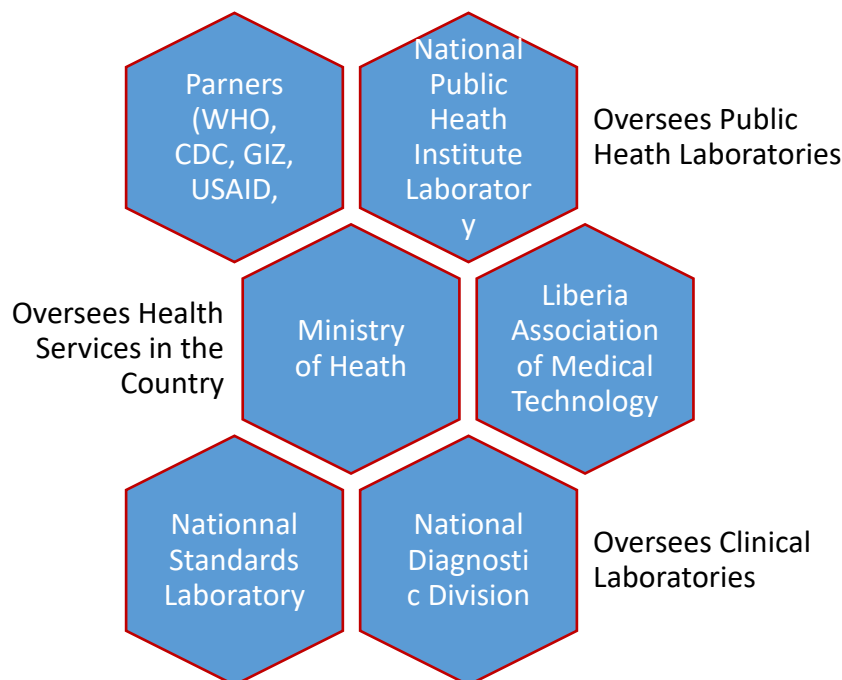 Parners
(WHO,
CDC, GIZ,
USAID,
National
Public
Heath
Institute
Laborator
y
Oversees Public
Heath Laboratories
Oversees Health
Services in the
Country
Ministry
of Heath
Liberia
Association
of Medical
Technology
Nationnal
Standards
Laboratory
National
Diagnosti
c Division
Oversees Clinical
Laboratories